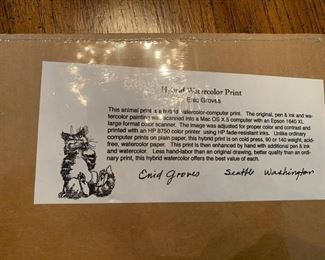 Hybrid Watercolor Print
Enid Groves
This animal print is a hybrid watercolor-computer print. The original, pen & ink and wa-
tercolor painting was scanned into a Mac OS X.5 computer with an Epson 1640 XL
large format color scanner. The image was adjusted for proper color and contrast and
printed with an HP 8750 color printer using HP fade-resistant inks. Unlike ordinary
computer prints on plain paper, this hybrid print is on cold press, 90 or 140 weight, acid-
free, watercolor paper. This print is then enhanced by hand with additional pen & ink
and watercolor. Less hand-labor than an original drawing, better quality than an ordi-
nary print, this hybrid watercolor offers the best value of each.
Enid Groves Seattle Washington